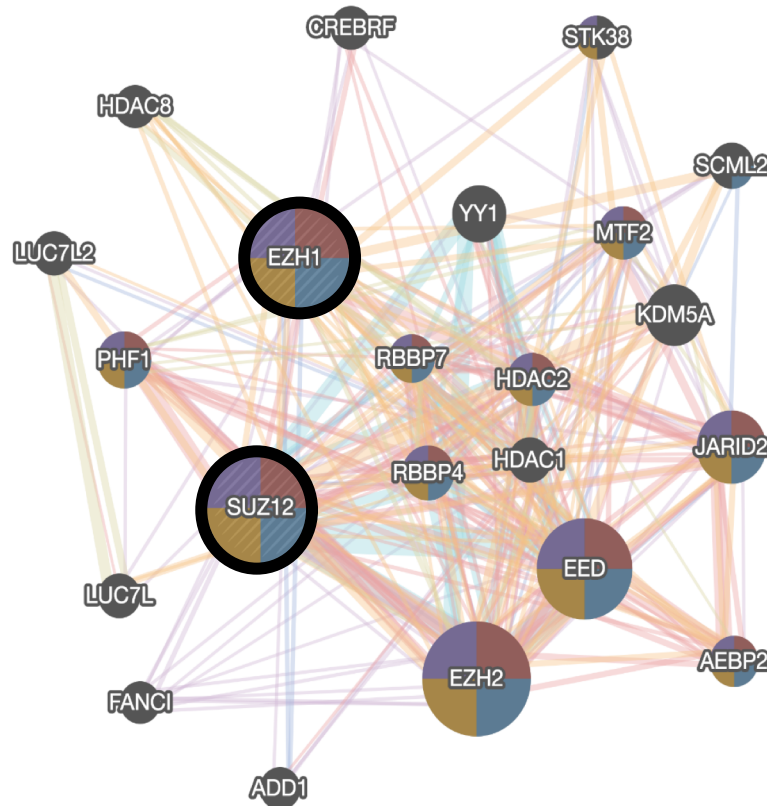 CREBRF
STK38
HDAC8
SCML2
YY1
MTF2
EZH1
LUC7L2
KDM5A
RBBP7
PHF1
HDAC2
JARID2
HDAC1
RBBP4
SUZ12
EED
LUC7L
AEBP2
EZH2
FANCI
ADD1